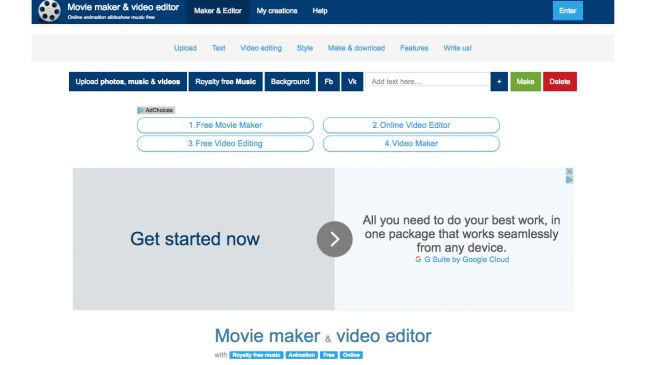 Movie maker & video editor
Online animation slideshow music free
Maker & Editor My creations Help Enter
Upload Text Video editing Style Make & download Features Write us!
Upload photos, music & videos Royalty free Music Background Fb Vk Add text here... + Make Delete
AdChoices
1.Free Movie Maker 2.Online Video Editor
3.Free Video Editing 4.Video Maker
Get started now
All you need to do your best work, in
one package that works seamlessly
from any device.
G G Suite by Google Cloud
Movie maker & video editor
with Royalty free music Animation Free Online